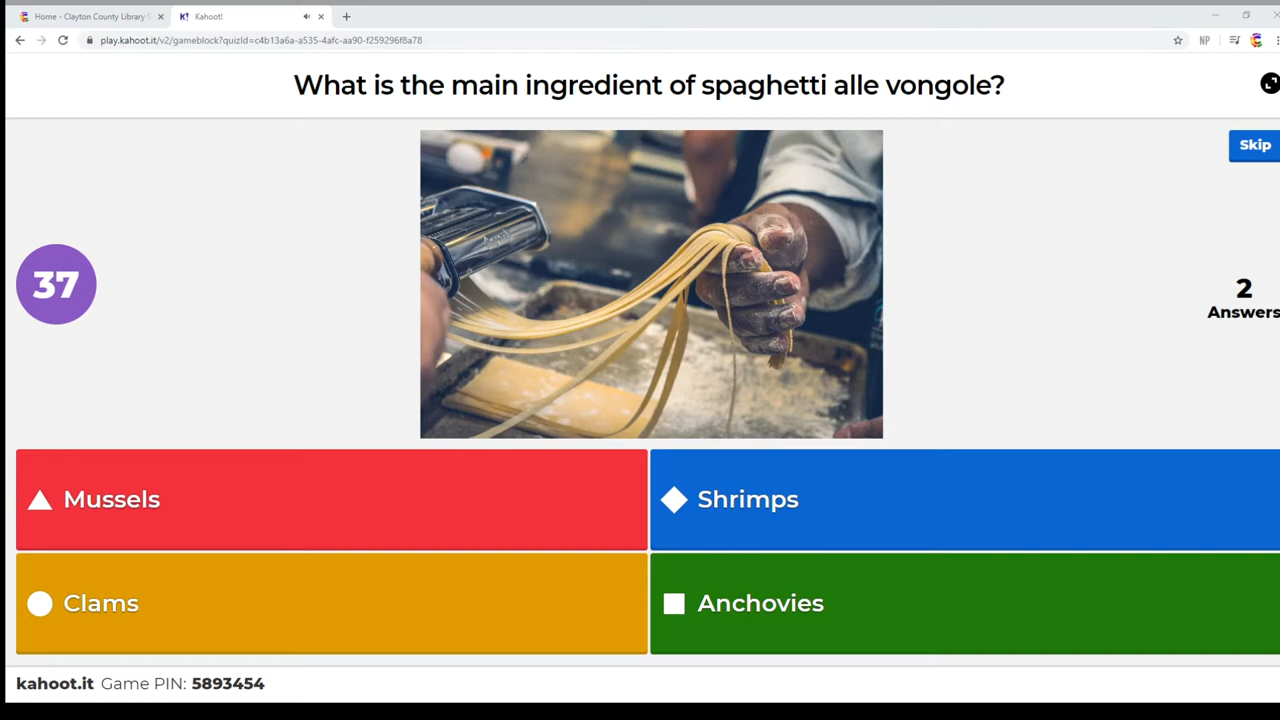 Home - Clayton County Library
Kahoot!
play.kahoot.it/v2/gameblock?quizId=c4b13a6a-a535-4afc-aa90-f259296f8a78
NP
What is the main ingredient of spaghetti alle vongole?
Skip
37
2
Answers
Mussels
Shrimps
Clams
Anchovies
kahoot.it Game PIN: 5893454